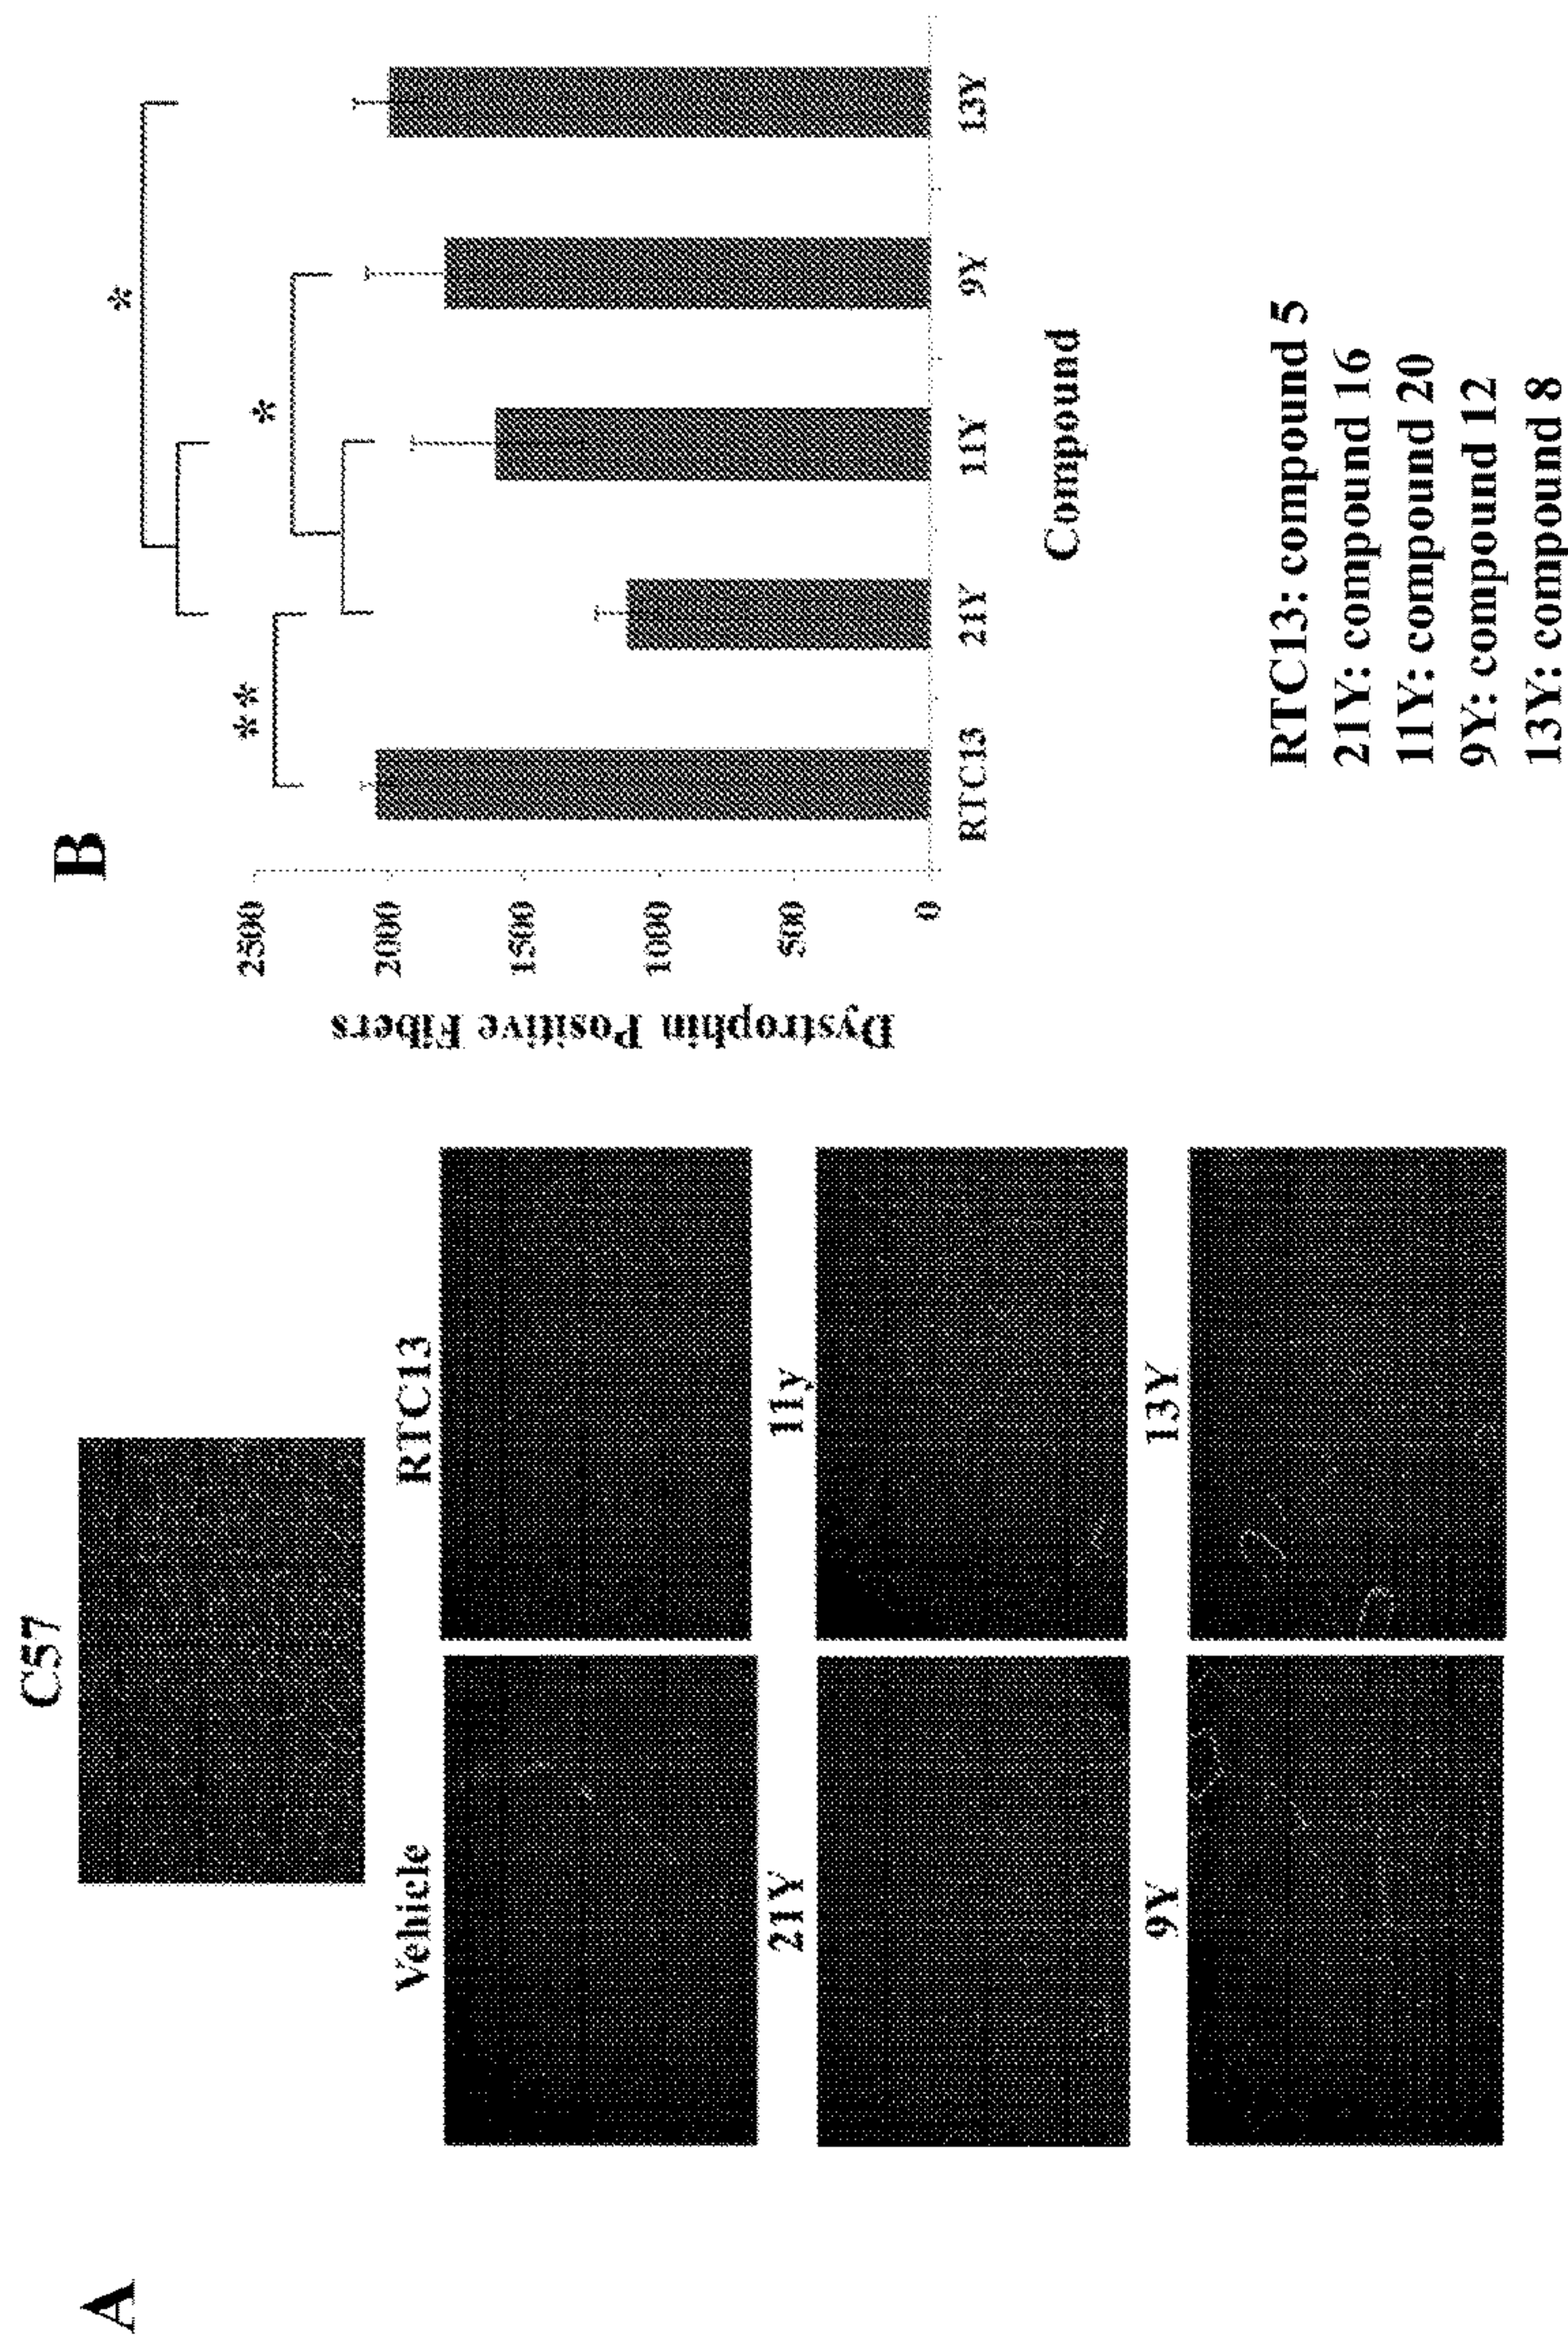 A
C57
Vehicle
RTC13
21Y
11y
9Y
13Y
B
Dystrophin Positive Fibers
2500
2000
1500
1000
500
0
**
*
*
RTC13
21Y
11Y
9Y
13Y
Compound
RTC13: compound 5
21Y: compound 16
11Y: compound 20
9Y: compound 12
13Y: compound 8